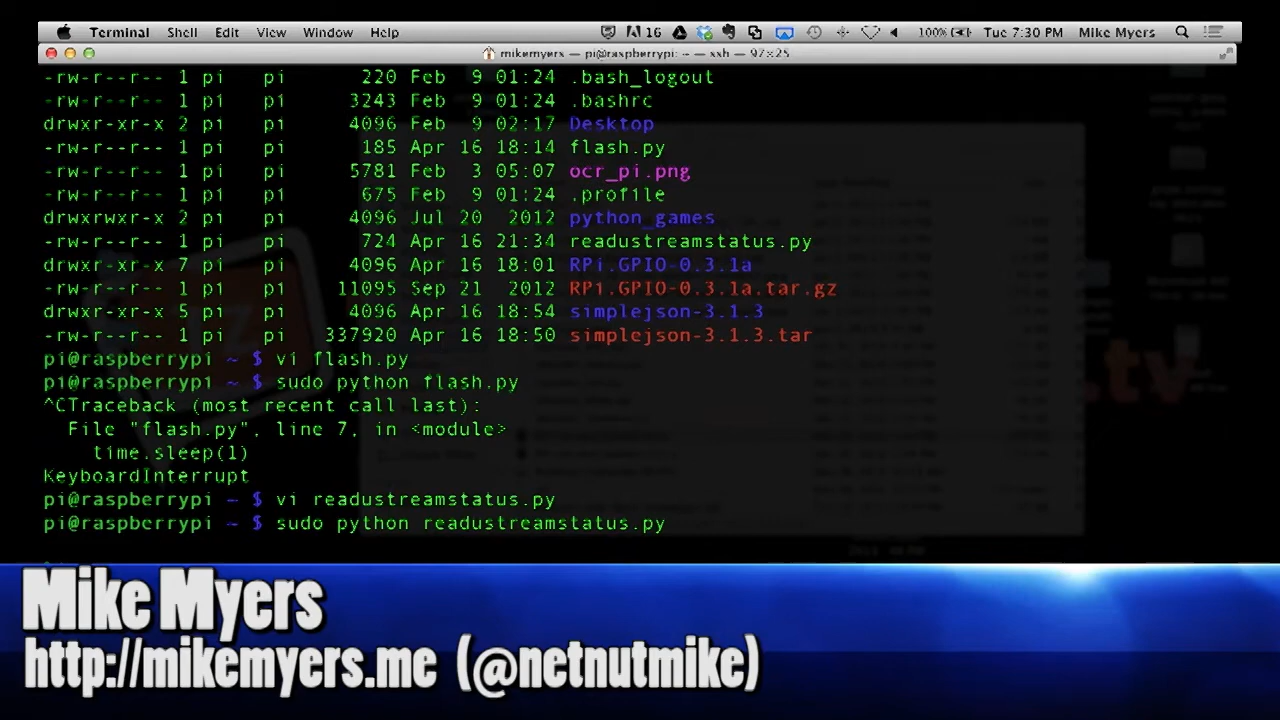 Terminal Shell Edit View Window Help 16 100% Tue 7:30 PM Mike Myers
mikemyers — pi@raspberrypi: ~ — ssh — 97×25
-rw-r--r-- 1 pi pi 220 Feb 9 01:24 .bash_logout
-rw-r--r-- 1 pi pi 3243 Feb 9 01:24 .bashrc
drwxr-xr-x 2 pi pi 4096 Feb 9 02:17 Desktop
-rw-r--r-- 1 pi pi 185 Apr 16 18:14 flash.py
-rw-r--r-- 1 pi pi 5781 Feb 3 05:07 ocr_pi.png
-rw-r--r-- 1 pi pi 675 Feb 9 01:24 .profile
drwxrwxr-x 2 pi pi 4096 Jul 20 2012 python_games
-rw-r--r-- 1 pi pi 724 Apr 16 21:34 readustreamstatus.py
drwxr-xr-x 7 pi pi 4096 Apr 16 18:01 RPi.GPIO-0.3.1a
-rw-r--r-- 1 pi pi 11095 Sep 21 2012 RPi.GPIO-0.3.1a.tar.gz
drwxr-xr-x 5 pi pi 4096 Apr 16 18:54 simplejson-3.1.3
-rw-r--r-- 1 pi pi 337920 Apr 16 18:50 simplejson-3.1.3.tar
pi@raspberrypi ~ $ vi flash.py
pi@raspberrypi ~ $ sudo python flash.py
^CTraceback (most recent call last):
File "flash.py", line 7, in <module>
time.sleep(1)
KeyboardInterrupt
pi@raspberrypi ~ $ vi readustreamstatus.py
pi@raspberrypi ~ $ sudo python readustreamstatus.py
.tv
Mike Myers
http://mikemyers.me (@netnutmike)